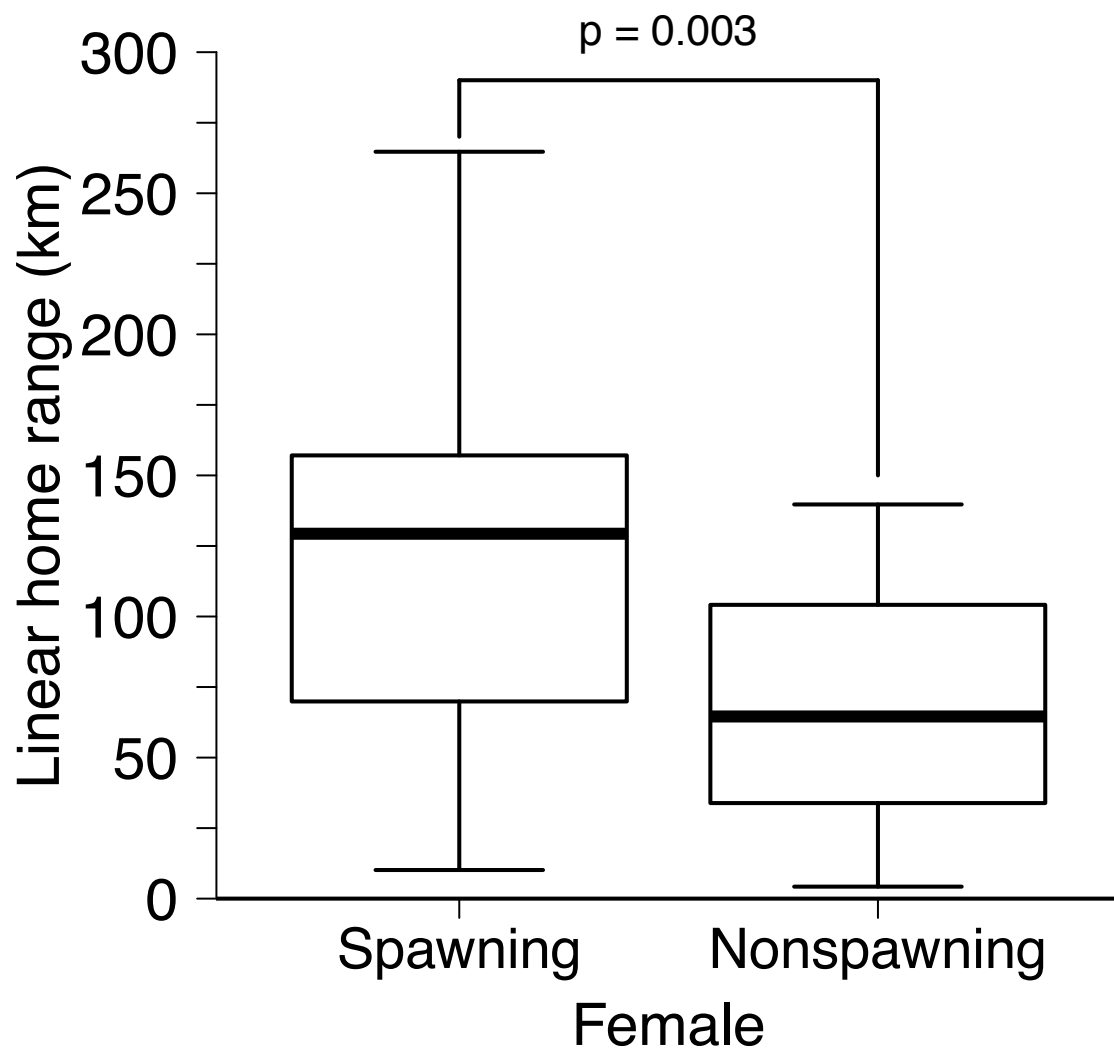 p = 0.003
300
250
200
150
100
50
0
Linear home range (km)
Spawning
Nonspawning
Female